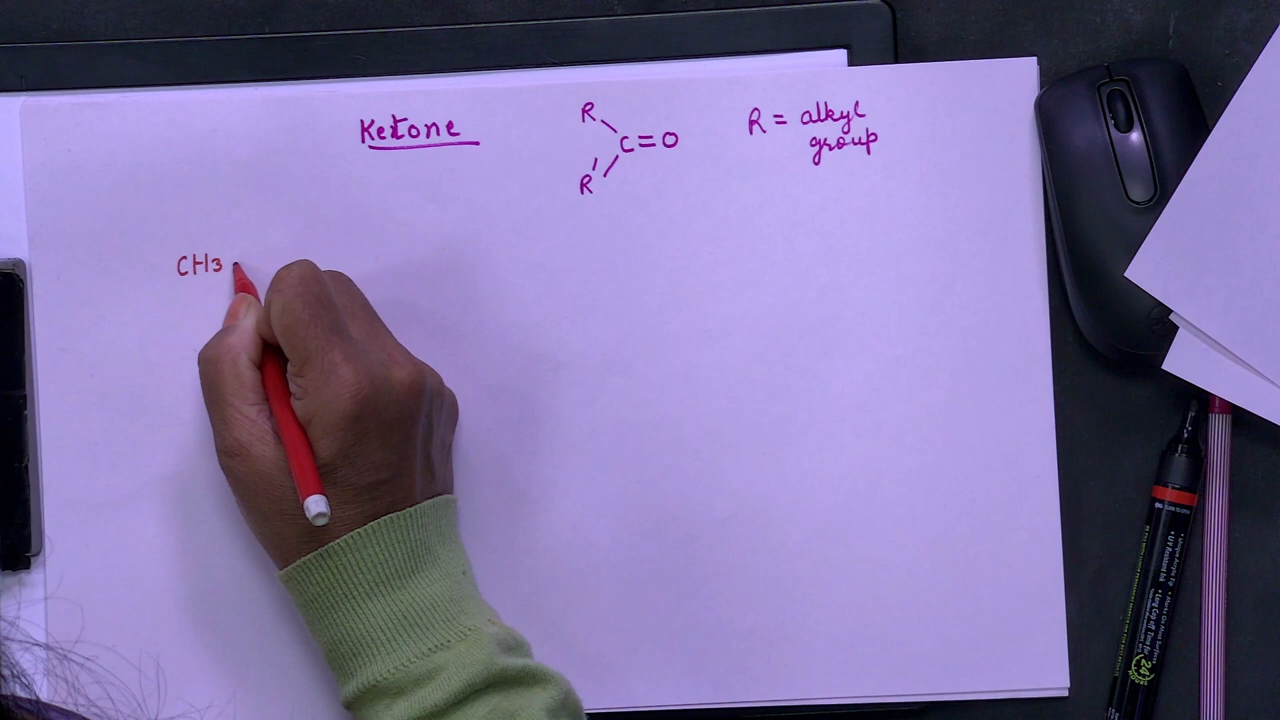 Ketone
R
C=O
R'
R = alkyl
group
CH3